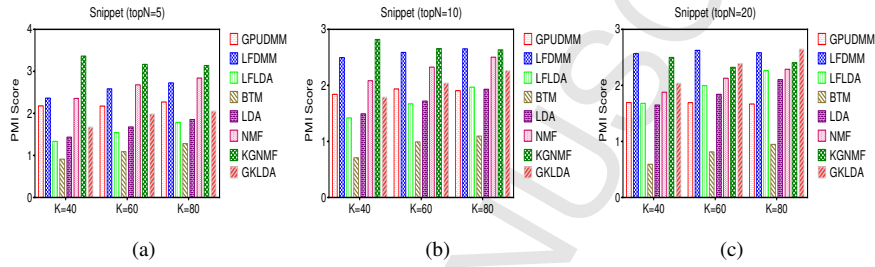 Snippet (topN=5)
PMI Score
4
3
2
1
0
K=40 K=60 K=80
GPUDMM
LFDMM
LFLDA
BTM
LDA
NMF
KGNMF
GKLDA
(a)
Snippet (topN=10)
PMI Score
3
2
1
0
K=40 K=60 K=80
GPUDMM
LFDMM
LFLDA
BTM
LDA
NMF
KGNMF
GKLDA
(b)
Snippet (topN=20)
PMI Score
3
2
1
0
K=40 K=60 K=80
GPUDMM
LFDMM
LFLDA
BTM
LDA
NMF
KGNMF
GKLDA
(c)